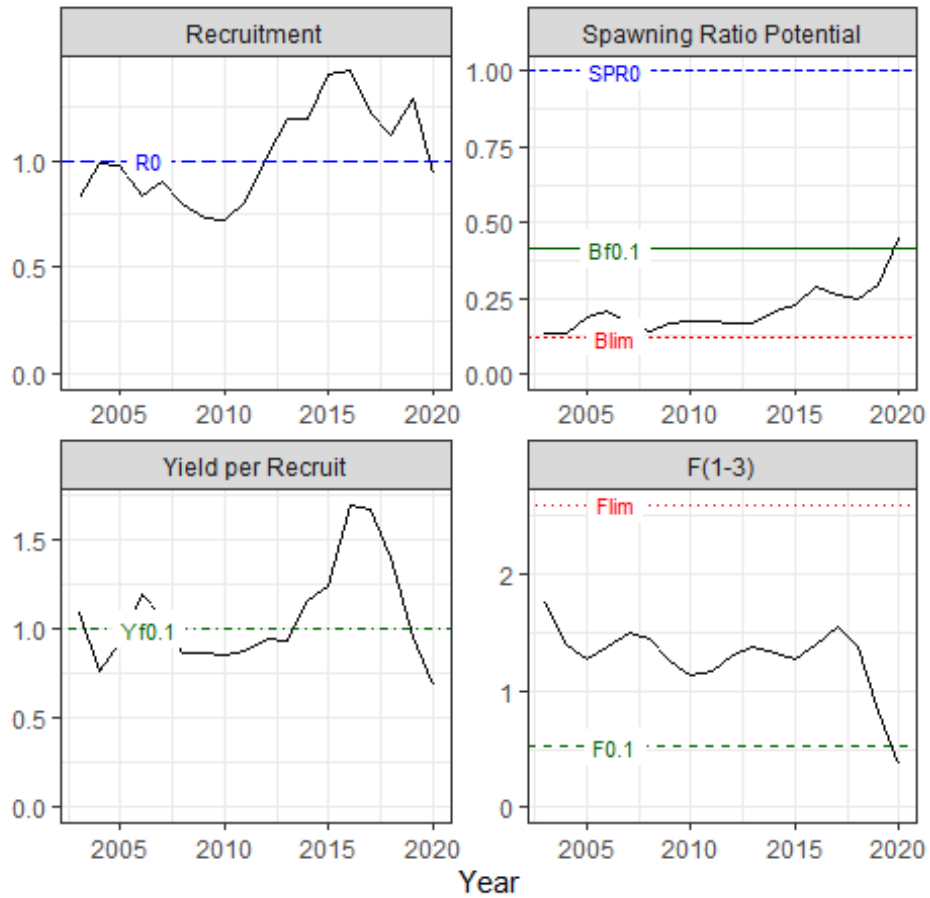 Recruitment
1.0
0.5
0.0
R0
2005 2010 2015 2020
Spawning Ratio Potential
1.00
0.75
0.50
0.25
0.00
SPR0
Bf0.1
Blim
2005 2010 2015 2020
Yield per Recruit
1.5
1.0
0.5
0.0
Yf0.1
2005 2010 2015 2020
F(1-3)
2
1
0
Flim
F0.1
2005 2010 2015 2020
Year